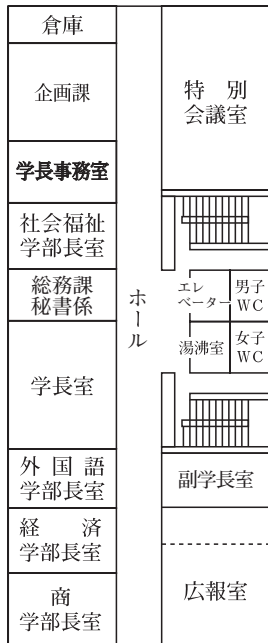 倉庫
企画課
学長事務室
社会福祉
学部長室
総務課
秘書係
学長室
外国語
学部長室
経済
学部長室
商
学部長室
ホール
特別
会議室
エレ
ベーター
男子
WC
湯沸室
女子
WC
副学長室
広報室